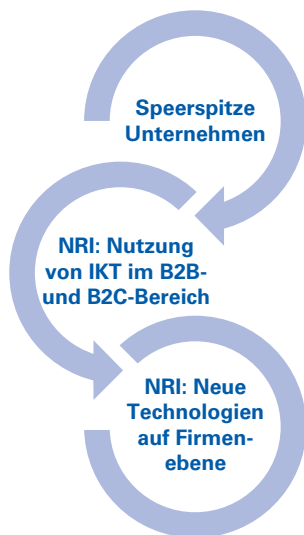 Speerspitze
Unternehmen
NRI: Nutzung
von IKT im B2B-
und B2C-Bereich
NRI: Neue
Technologien
auf Firmen-
ebene